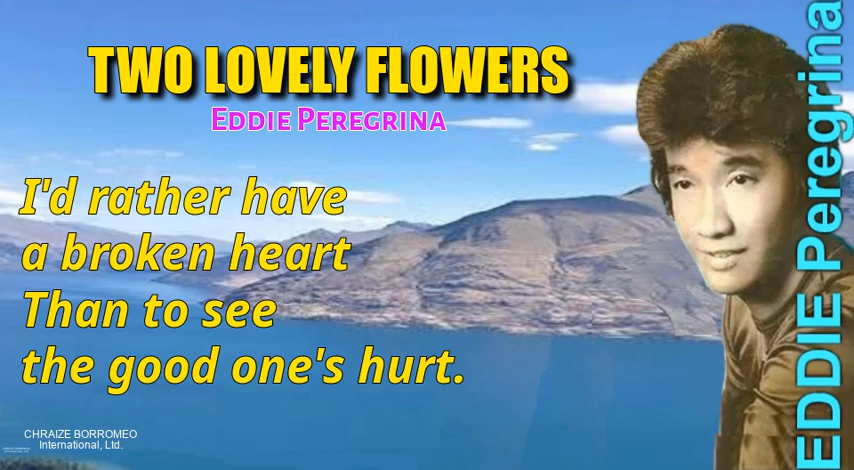 TWO LOVELY FLOWERS
EDDIE PEREGRINA
I'd rather have
a broken heart
Than to see
the good one's hurt.
EDDIE Peregrina
CHRAIZE BORROMEO
International, Ltd.